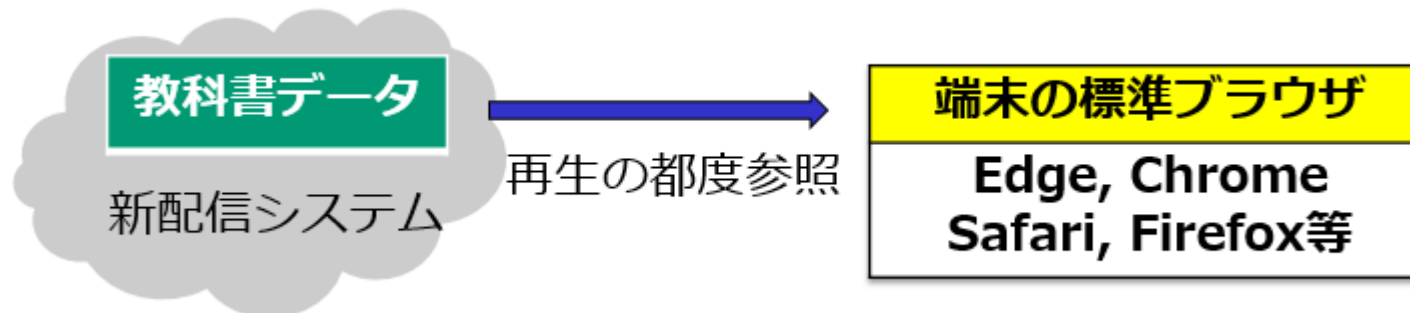 教科書データ
新配信システム
再生の都度参照
端末の標準ブラウザ
Edge, Chrome
Safari, Firefox等